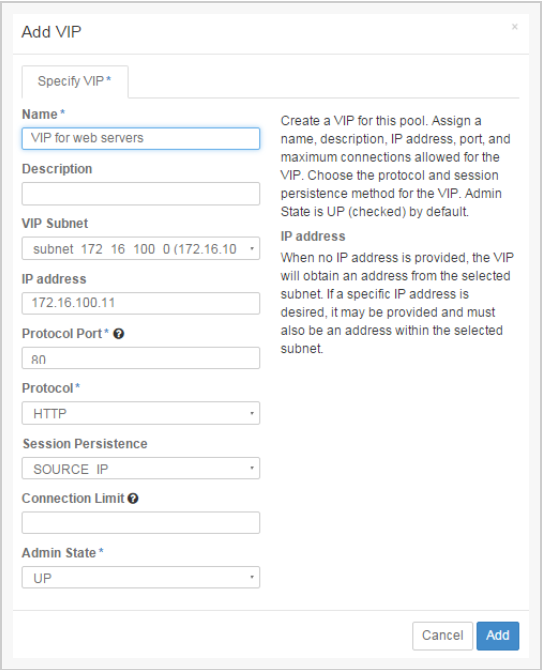 Add VIP
×
Specify VIP*
Name*
VIP for web servers
Description
VIP Subnet
subnet 172 16 100 0 (172.16.10
IP address
172.16.100.11
Protocol Port*
80
Protocol*
HTTP
Session Persistence
SOURCE IP
Connection Limit
Admin State*
UP
Create a VIP for this pool. Assign a
name, description, IP address, port, and
maximum connections allowed for the
VIP. Choose the protocol and session
persistence method for the VIP. Admin
State is UP (checked) by default.
IP address
When no IP address is provided, the VIP
will obtain an address from the selected
subnet. If a specific IP address is
desired, it may be provided and must
also be an address within the selected
subnet.
Cancel
Add